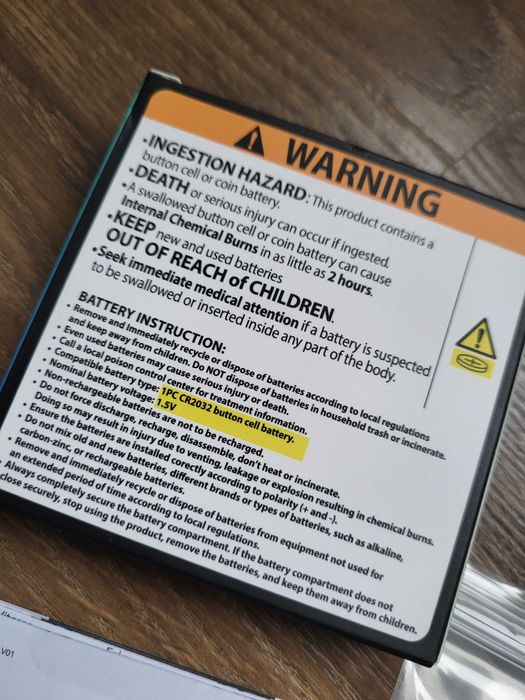 WARNING
•INGESTION HAZARD: This product contains a
button cell or coin battery.
•DEATH or serious injury can occur if ingested.
•A swallowed button cell or coin battery can cause
Internal Chemical Burns in as little as 2 hours.
•KEEP new and used batteries
OUT OF REACH of CHILDREN.
•Seek immediate medical attention if a battery is suspected
to be swallowed or inserted inside any part of the body.
BATTERY INSTRUCTION:
• Remove and immediately recycle or dispose of batteries according to local regulations
and keep away from children. Do NOT dispose of batteries in household trash or incinerate.
• Even used batteries may cause serious injury or death.
• Call a local poison control center for treatment information.
• Compatible battery type: 1PC CR2032 button cell battery.
• Nominal battery voltage: 1.5V
• Non-rechargeable batteries are not to be recharged.
• Do not force discharge, recharge, disassemble, don't heat or incinerate.
Doing so may result in injury due to venting, leakage or explosion resulting in chemical burns.
• Ensure the batteries are installed correctly according to polarity (+ and -).
• Do not mix old and new batteries, different brands or types of batteries, such as alkaline,
carbon-zinc, or rechargeable batteries.
• Remove and immediately recycle or dispose of batteries from equipment not used for
an extended period of time according to local regulations.
• Always completely secure the battery compartment. If the battery compartment does not
close securely, stop using the product, remove the batteries, and keep them away from children.
V01